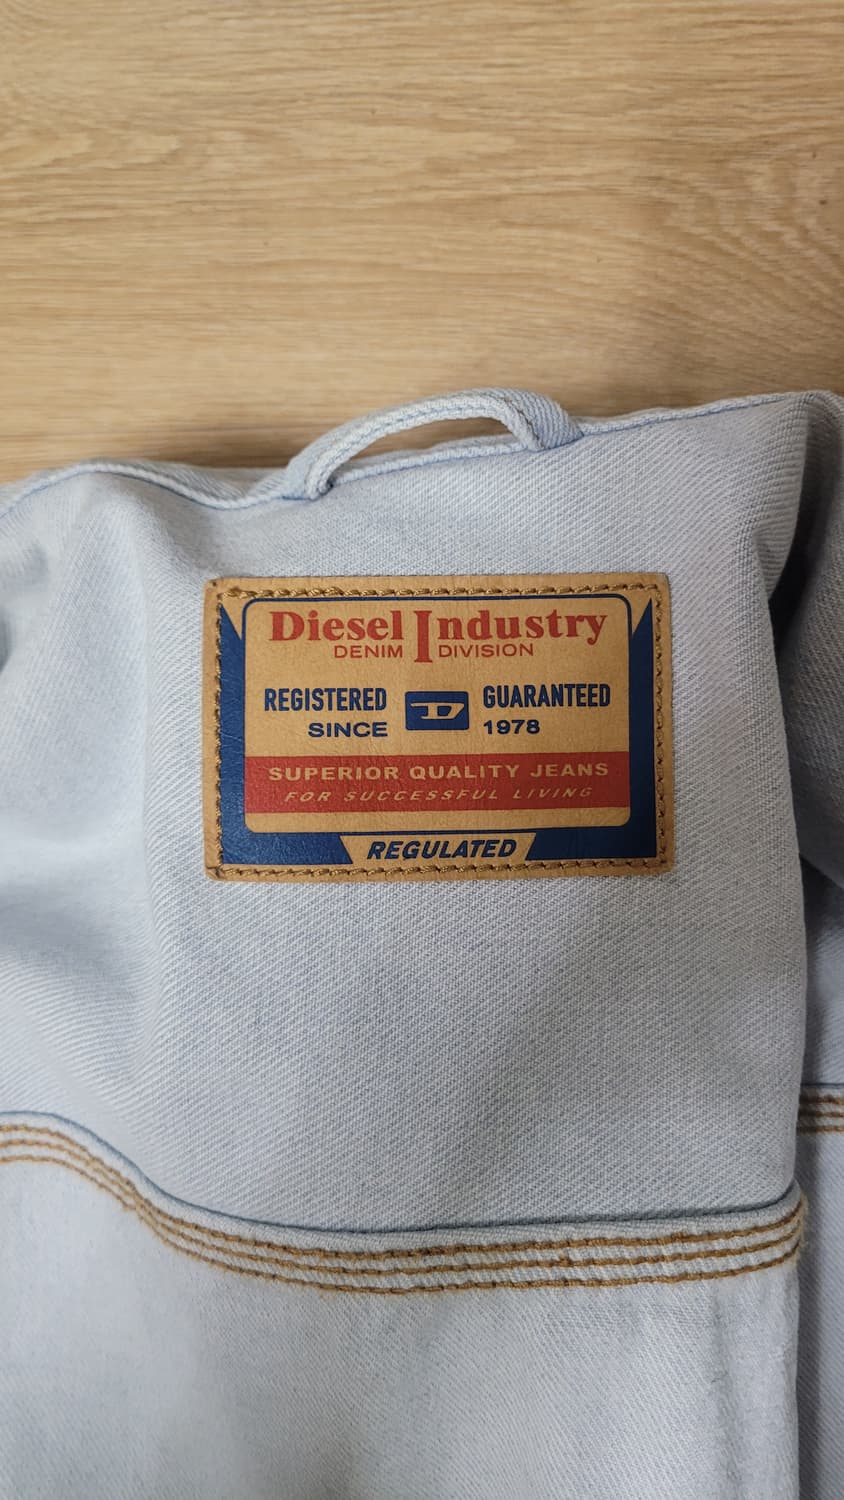 Diesel Industry
DENIM DIVISION
REGISTERED D GUARANTEED
SINCE 1978
SUPERIOR QUALITY JEANS
FOR SUCCESSFUL LIVING
REGULATED